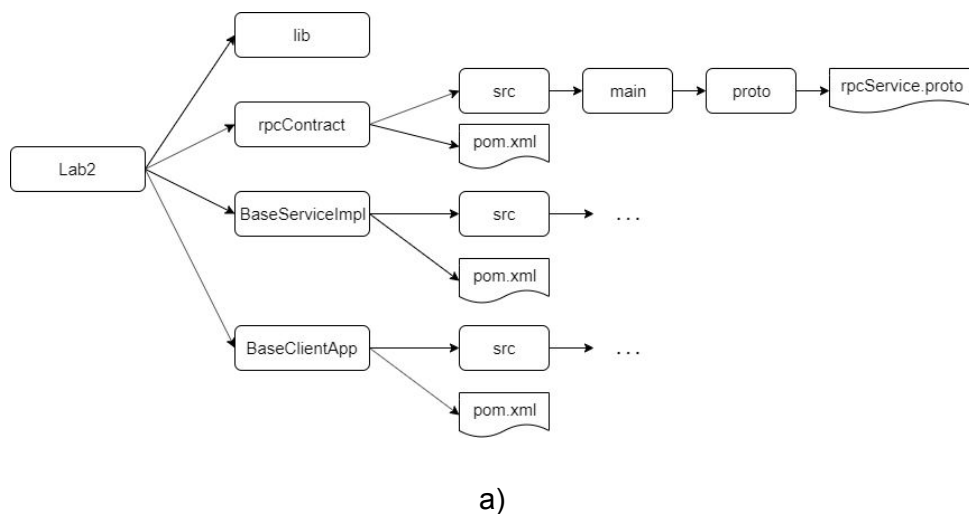 lib
src
main
proto
rpcService.proto
rpcContract
pom.xml
Lab2
BaseServiceImpl
src
...
pom.xml
BaseClientApp
src
...
pom.xml
a)